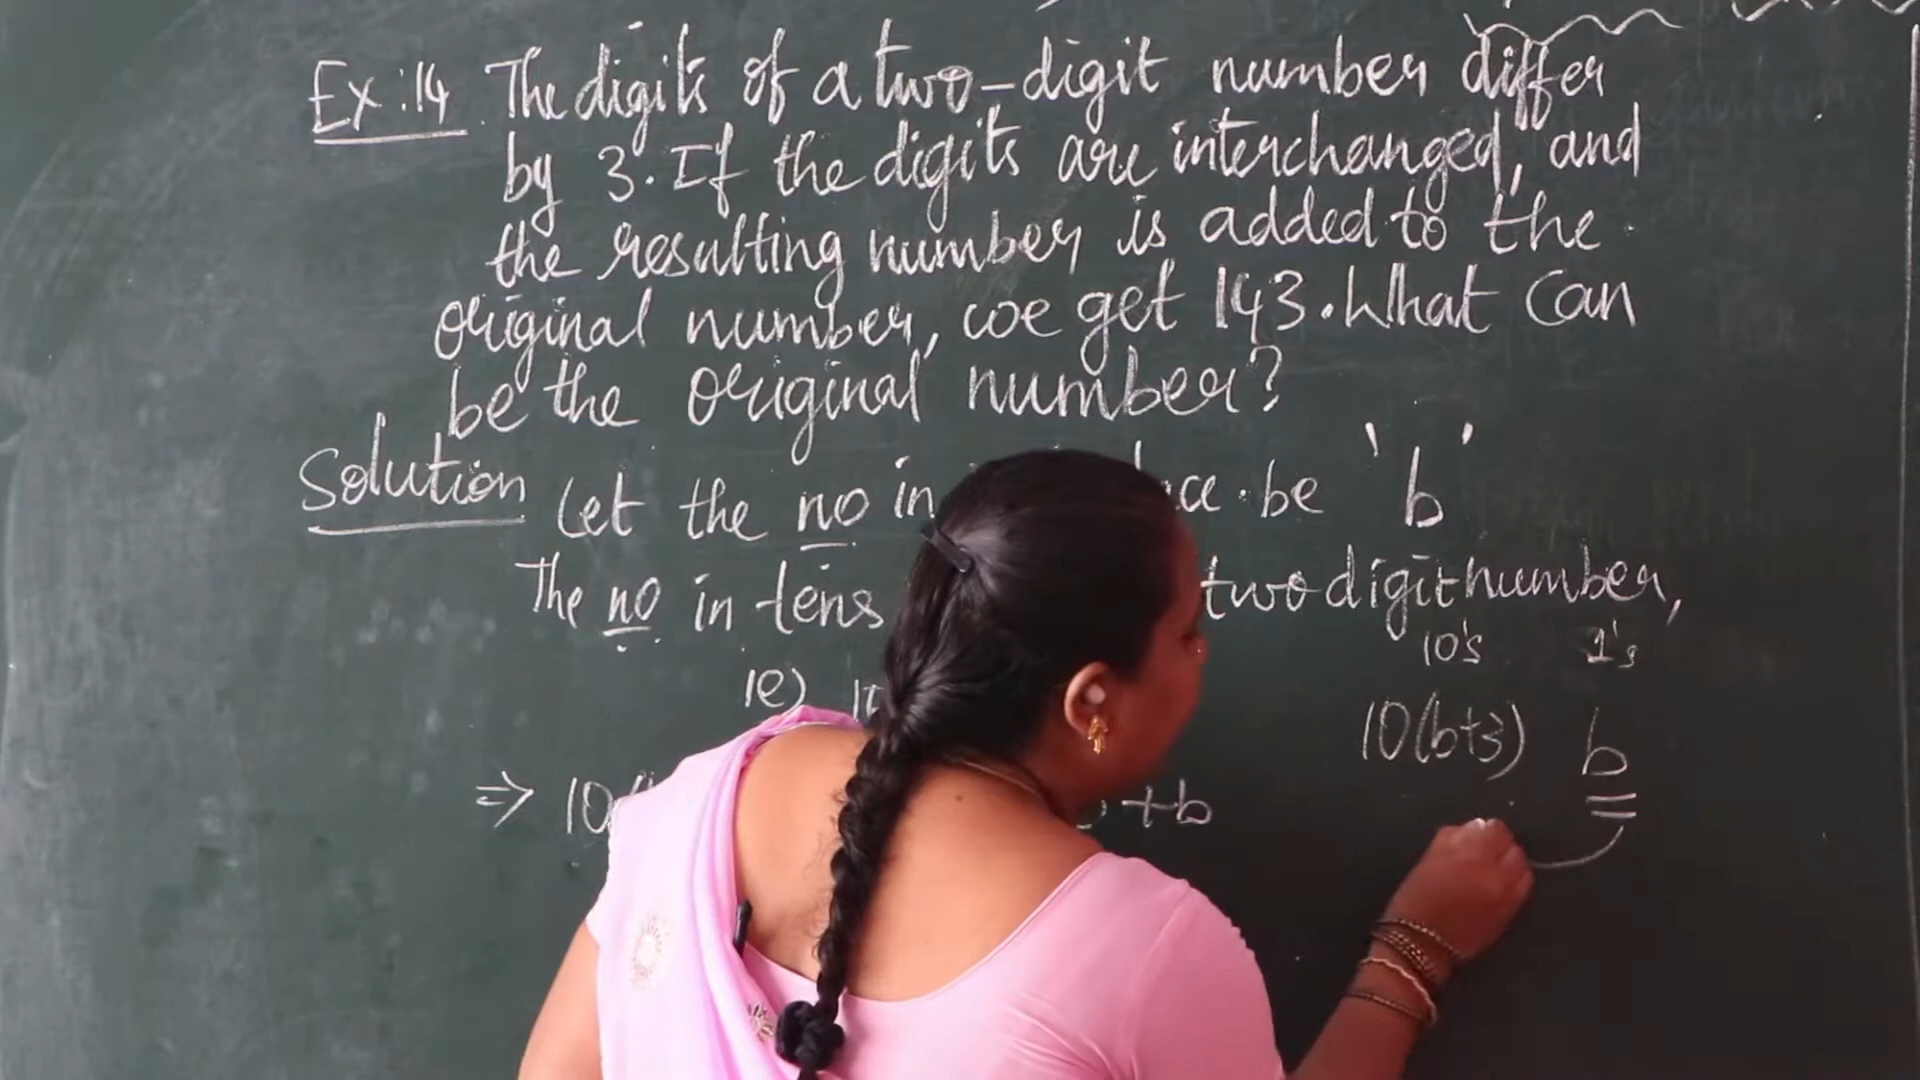 Ex:14 The digits of a two-digit number differ
by 3. If the digits are interchanged, and
the resulting number is added to the
original number, we get 143. What can
be the original number?
Solution Let the no in be 'b'
The no in tens two digit number,
10's 1's
ie)
10(b+3) b
⇒ 10 +b